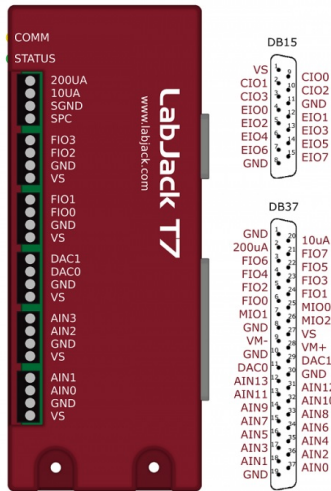 COMM
STATUS
200UA
10UA
SGND
SPC
FIO3
FIO2
GND
VS
FIO1
FIO0
GND
VS
DAC1
DAC0
GND
VS
AIN3
AIN2
GND
VS
AIN1
AIN0
GND
VS
LabJack T7
www.labjack.com
DB15
VS
CIO1
CIO3
EIO0
EIO2
EIO4
EIO6
GND
CIO0
CIO2
GND
EIO1
EIO3
EIO5
EIO7
DB37
GND
200uA
FIO6
FIO4
FIO2
FIO0
MIO1
GND
VM-
GND
DAC0
AIN13
AIN11
AIN9
AIN7
AIN5
AIN3
AIN1
GND
10uA
FIO7
FIO5
FIO3
FIO1
MIO0
MIO2
VS
VM+
DAC1
GND
AIN12
AIN10
AIN8
AIN6
AIN4
AIN2
AIN0